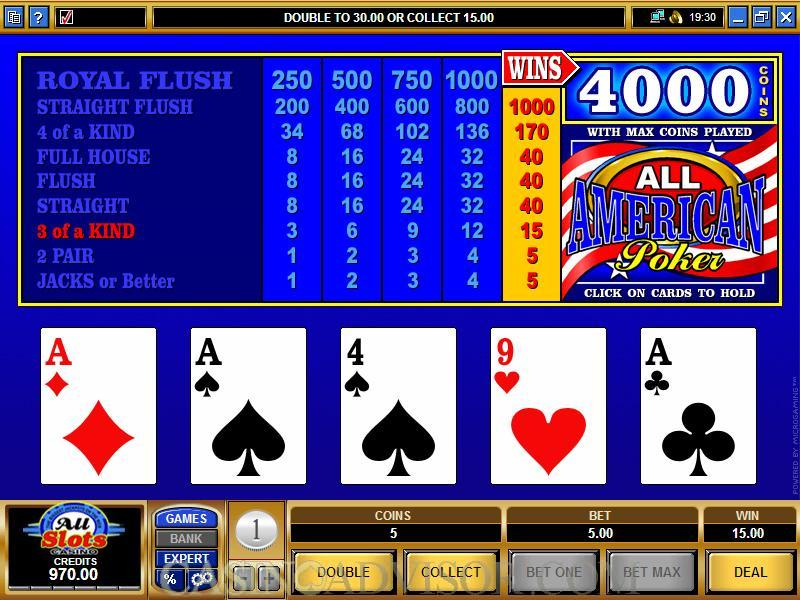 DOUBLE TO 30.00 OR COLLECT 15.00
19:30
ROYAL FLUSH 250 500 750 1000 WINS
STRAIGHT FLUSH 200 400 600 800 1000
4 of a KIND 34 68 102 136 170
FULL HOUSE 8 16 24 32 40
FLUSH 8 16 24 32 40
STRAIGHT 8 16 24 32 40
3 of a KIND 3 6 9 12 15
2 PAIR 1 2 3 4 5
JACKS or Better 1 2 3 4 5
4000 COINS
WITH MAX COINS PLAYED
ALL
AMERICAN
Poker
CLICK ON CARDS TO HOLD
A A 4 9 A
POWERED BY MICROGAMING™
All
Slots
CASINO
CREDITS
970.00
GAMES
BANK
EXPERT
%
1
COINS BET WIN
5 5.00 15.00
DOUBLE COLLECT BET ONE BET MAX DEAL
CASINOADVISOR.COM